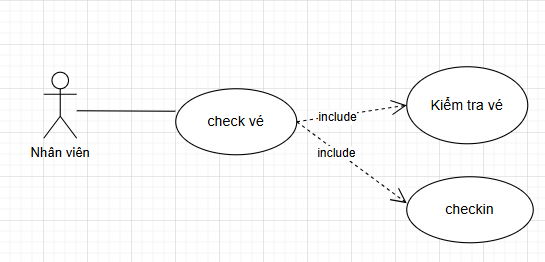 Nhân viên
check vé
include
Kiểm tra vé
include
checkin